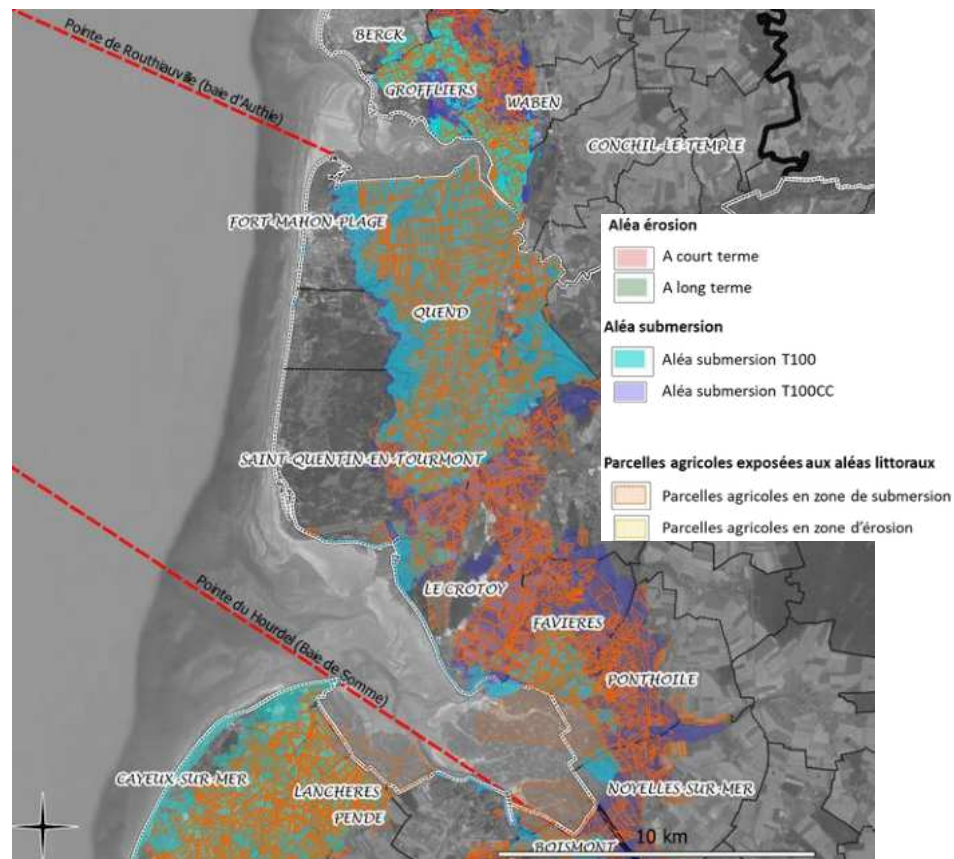 BERCK
Pointe de Routhiauville (baie d'Authie)
GROFFLIERS
WABEN
CONCHIL-LE-TEMPLE
FORT-MAHON-PLAGE
QUEND
SAINT-QUENTIN-EN-TOURMONT
Pointe du Hourdel (Baie de Somme)
LE CROTOY
FAVIERES
PONTHOILE
CAYEUX-SUR-MER
LANCHERES
PENDE
NOYELLES-SUR-MER
BOISMONT
10 km
Aléa érosion
A court terme
A long terme
Aléa submersion
Aléa submersion T100
Aléa submersion T100CC
Parcelles agricoles exposées aux aléas littoraux
Parcelles agricoles en zone de submersion
Parcelles agricoles en zone d'érosion